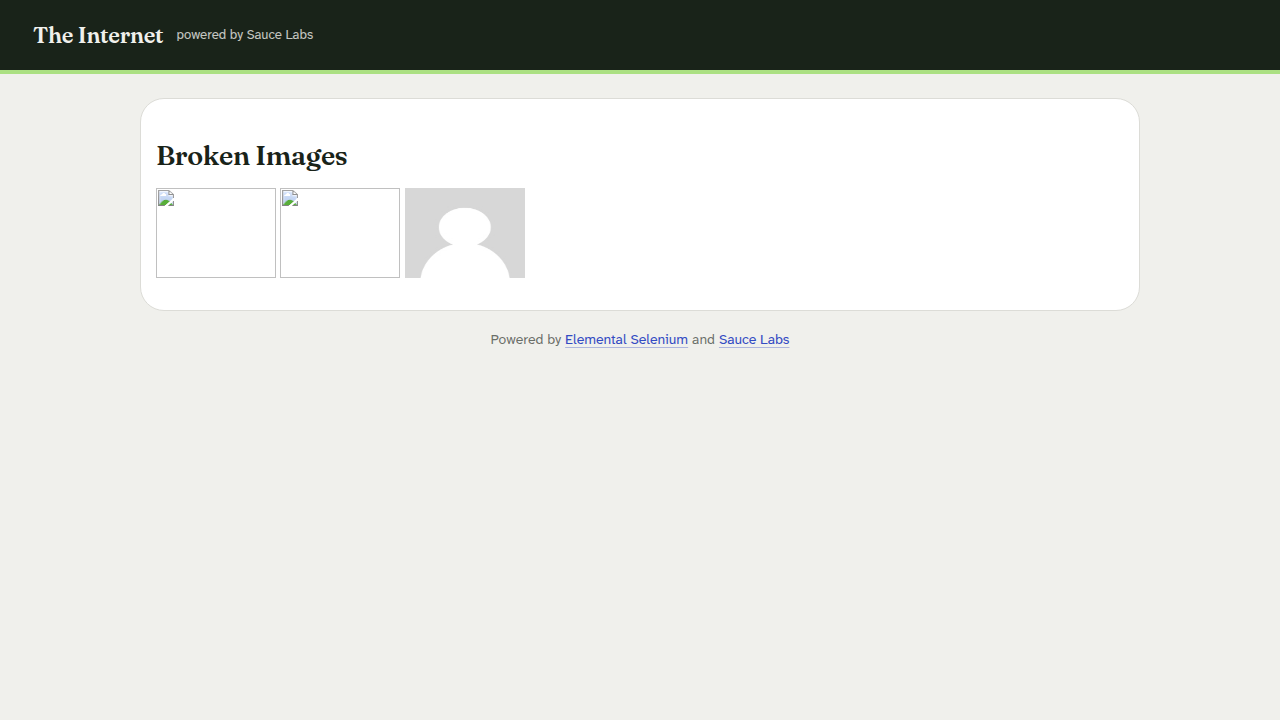 The Internet powered by Sauce Labs
Broken Images
Powered by Elemental Selenium and Sauce Labs